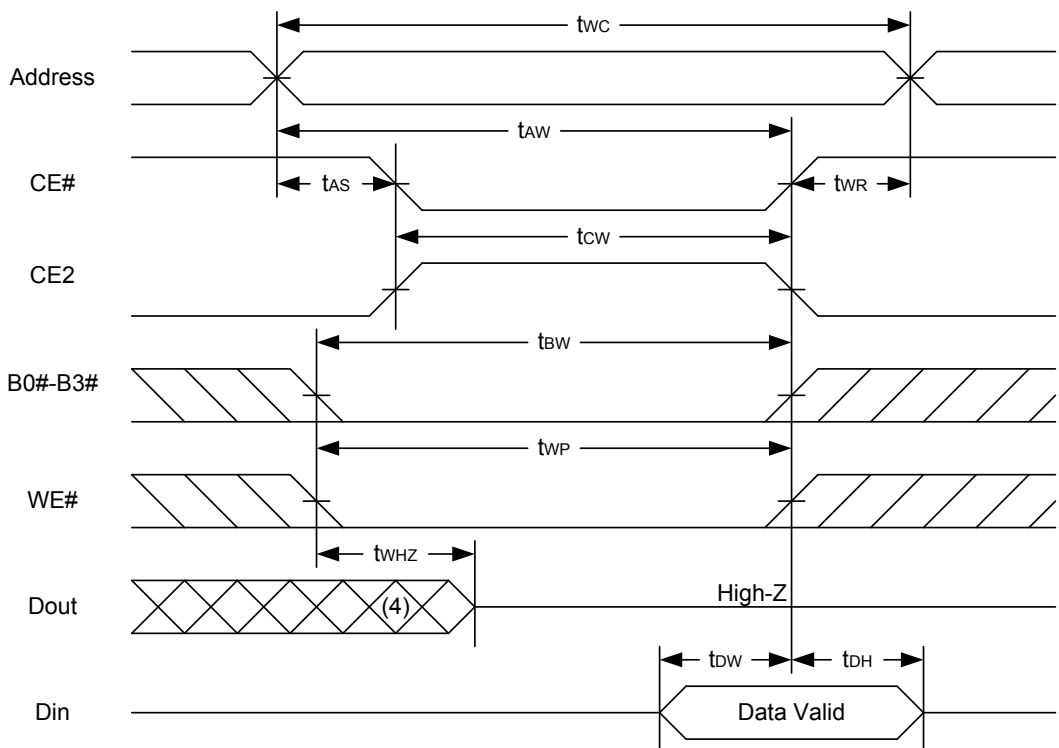 tWC
Address
tAW
CE#
tAS
tWR
tCW
CE2
tBW
B0#-B3#
tWP
WE#
tWHZ
Dout
(4)
High-Z
tDW
tDH
Din
Data Valid